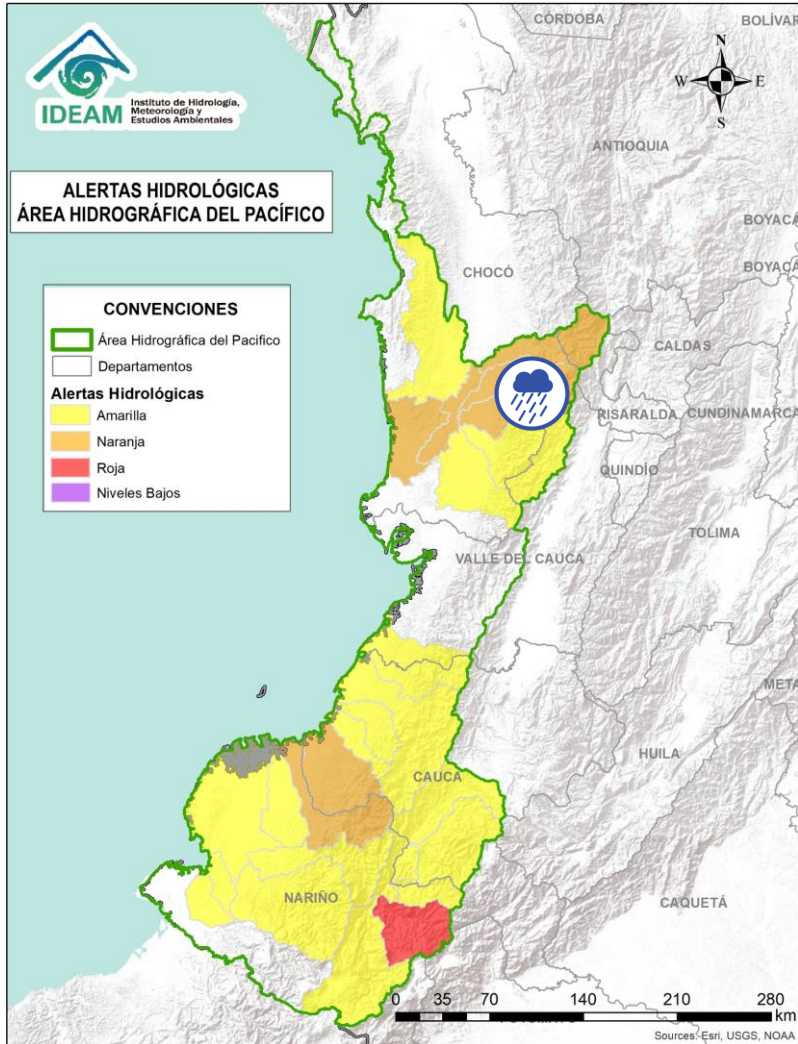 CÓRDOBA
BOLÍVAR
IDEAM
Instituto de Hidrología,
Meteorología y
Estudios Ambientales
N
W
E
S
ANTIOQUIA
ALERTAS HIDROLÓGICAS
ÁREA HIDROGRÁFICA DEL PACÍFICO
BOYACÁ
BOYACÁ
CHOCÓ
CONVENCIONES
Área Hidrográfica del Pacífico
Departamentos
Alertas Hidrológicas
Amarilla
Naranja
Roja
Niveles Bajos
CALDAS
RISARALDA
CUNDINAMARCA
QUINDÍO
TOLIMA
VALLE DEL CAUCA
META
HUILA
CAUCA
NARIÑO
CAQUETÁ
0 35 70 140 210 280
km
Sources: Esri, USGS, NOAA